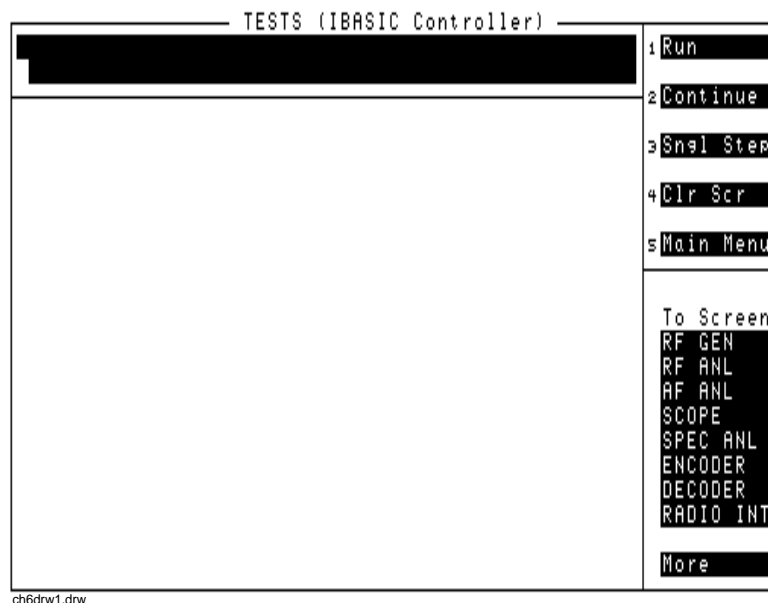 TESTS (IBASIC Controller)
1 Run
2 Continue
3 Sngl Step
4 Clr Scr
5 Main Menu
To Screen
RF GEN
RF ANL
AF ANL
SCOPE
SPEC ANL
ENCODER
DECODER
RADIO INT
More
ch6drw1.drw